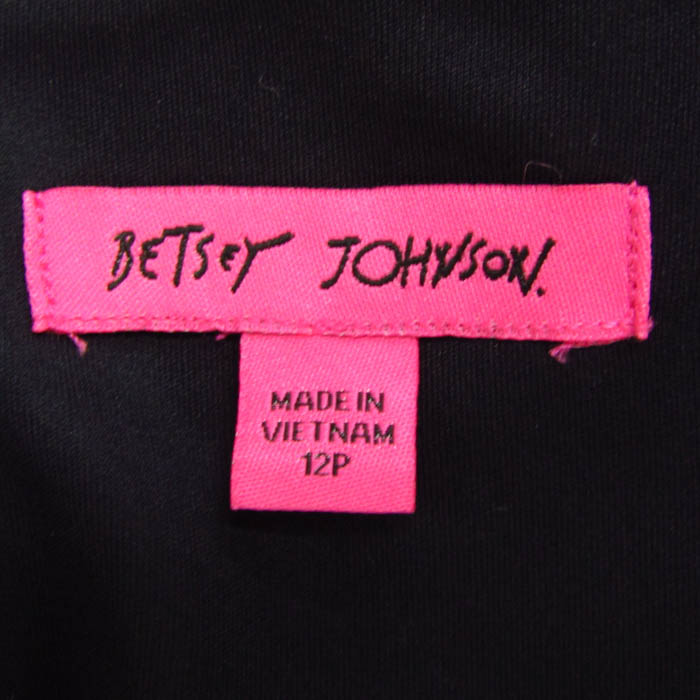 BETSEY JOHNSON.
MADE IN
VIETNAM
12P